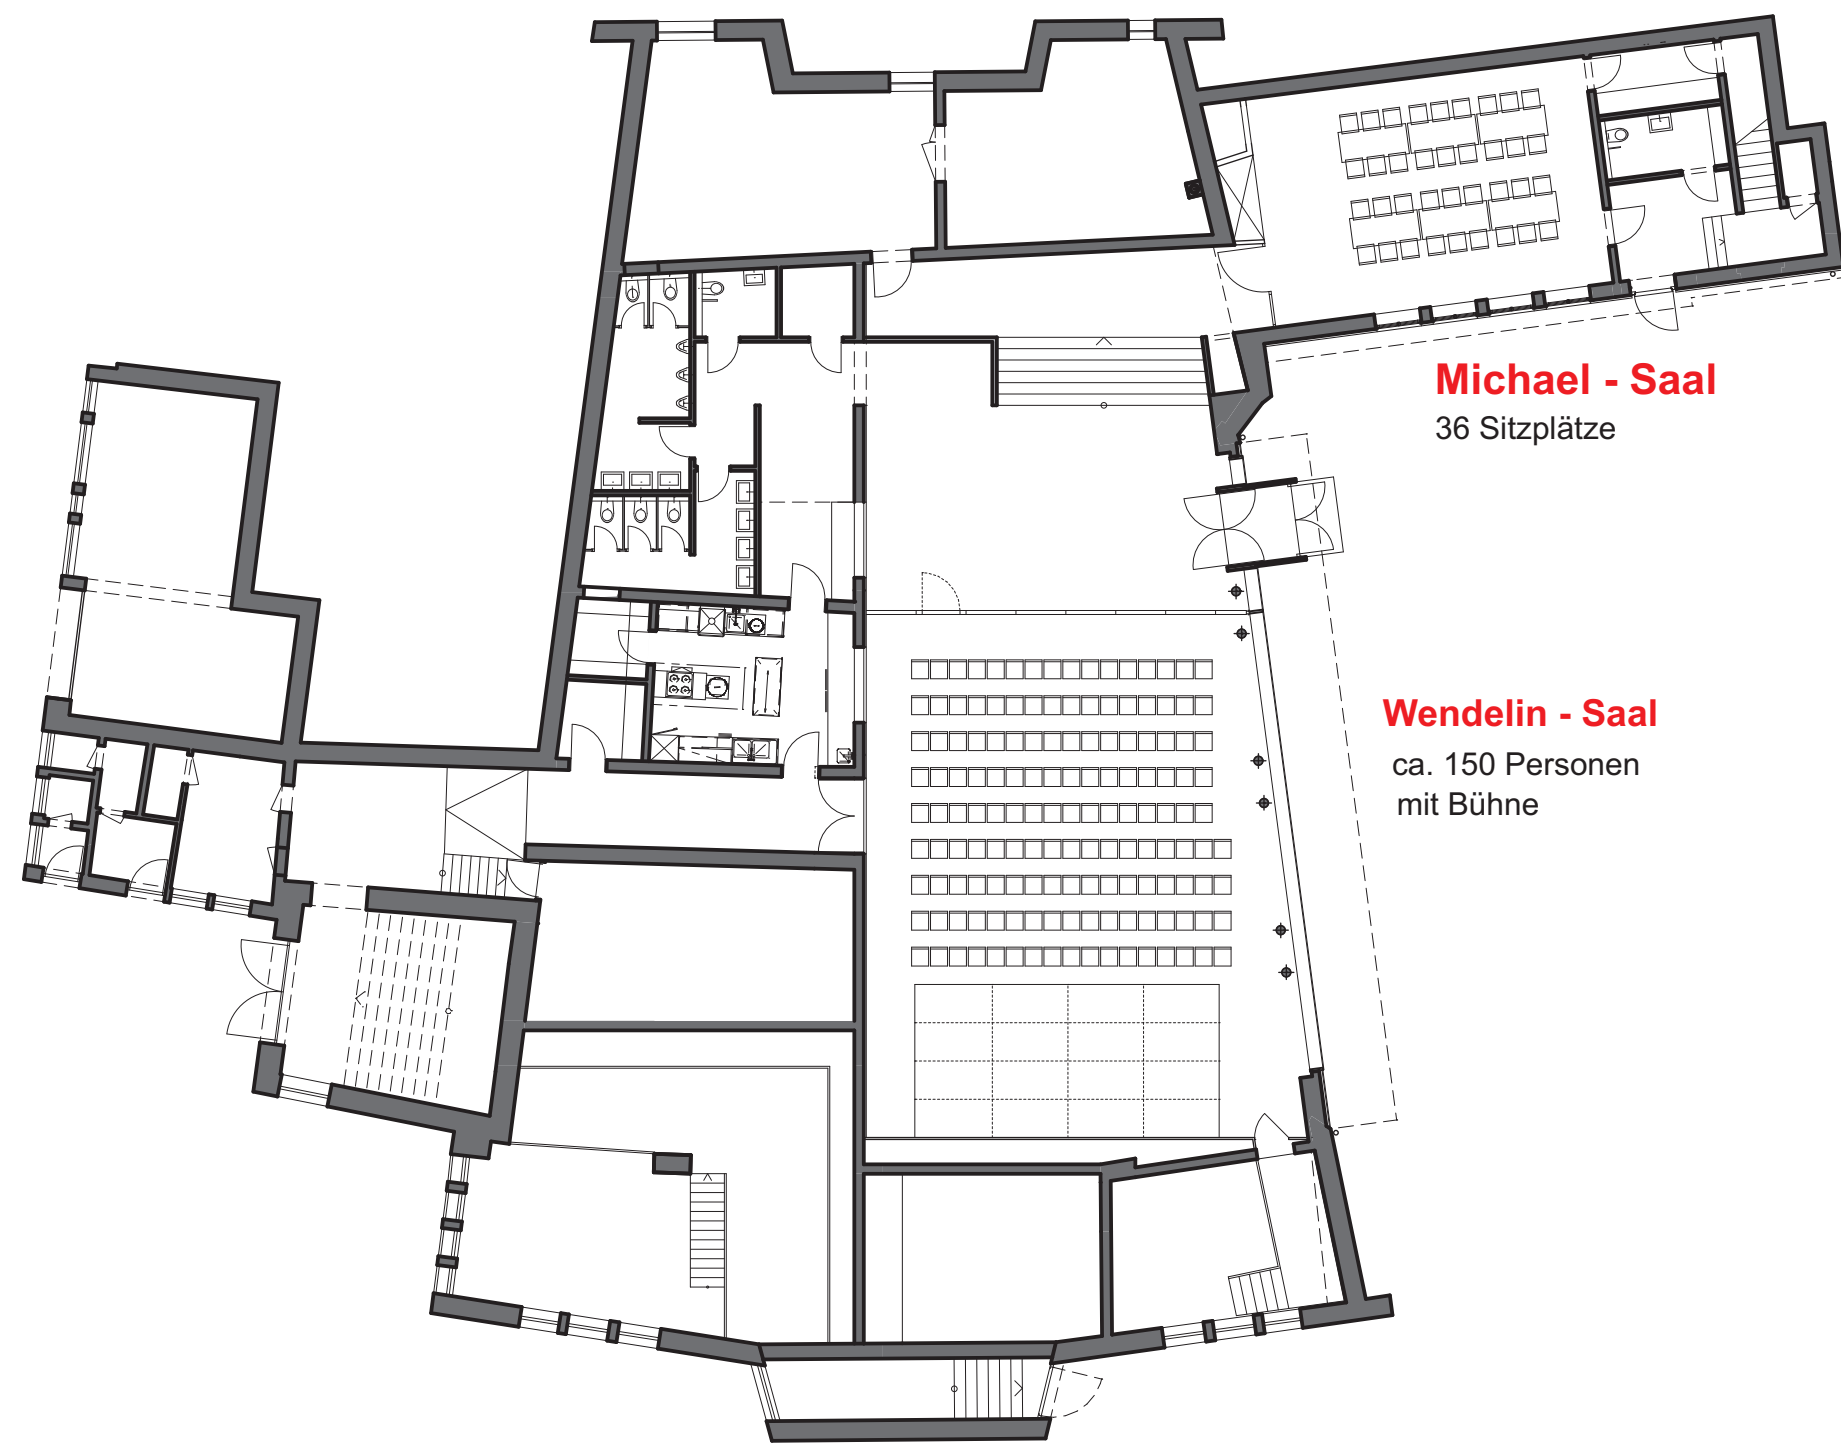 Michael - Saal
36 Sitzplätze
Wendelin - Saal
ca. 150 Personen
mit Bühne